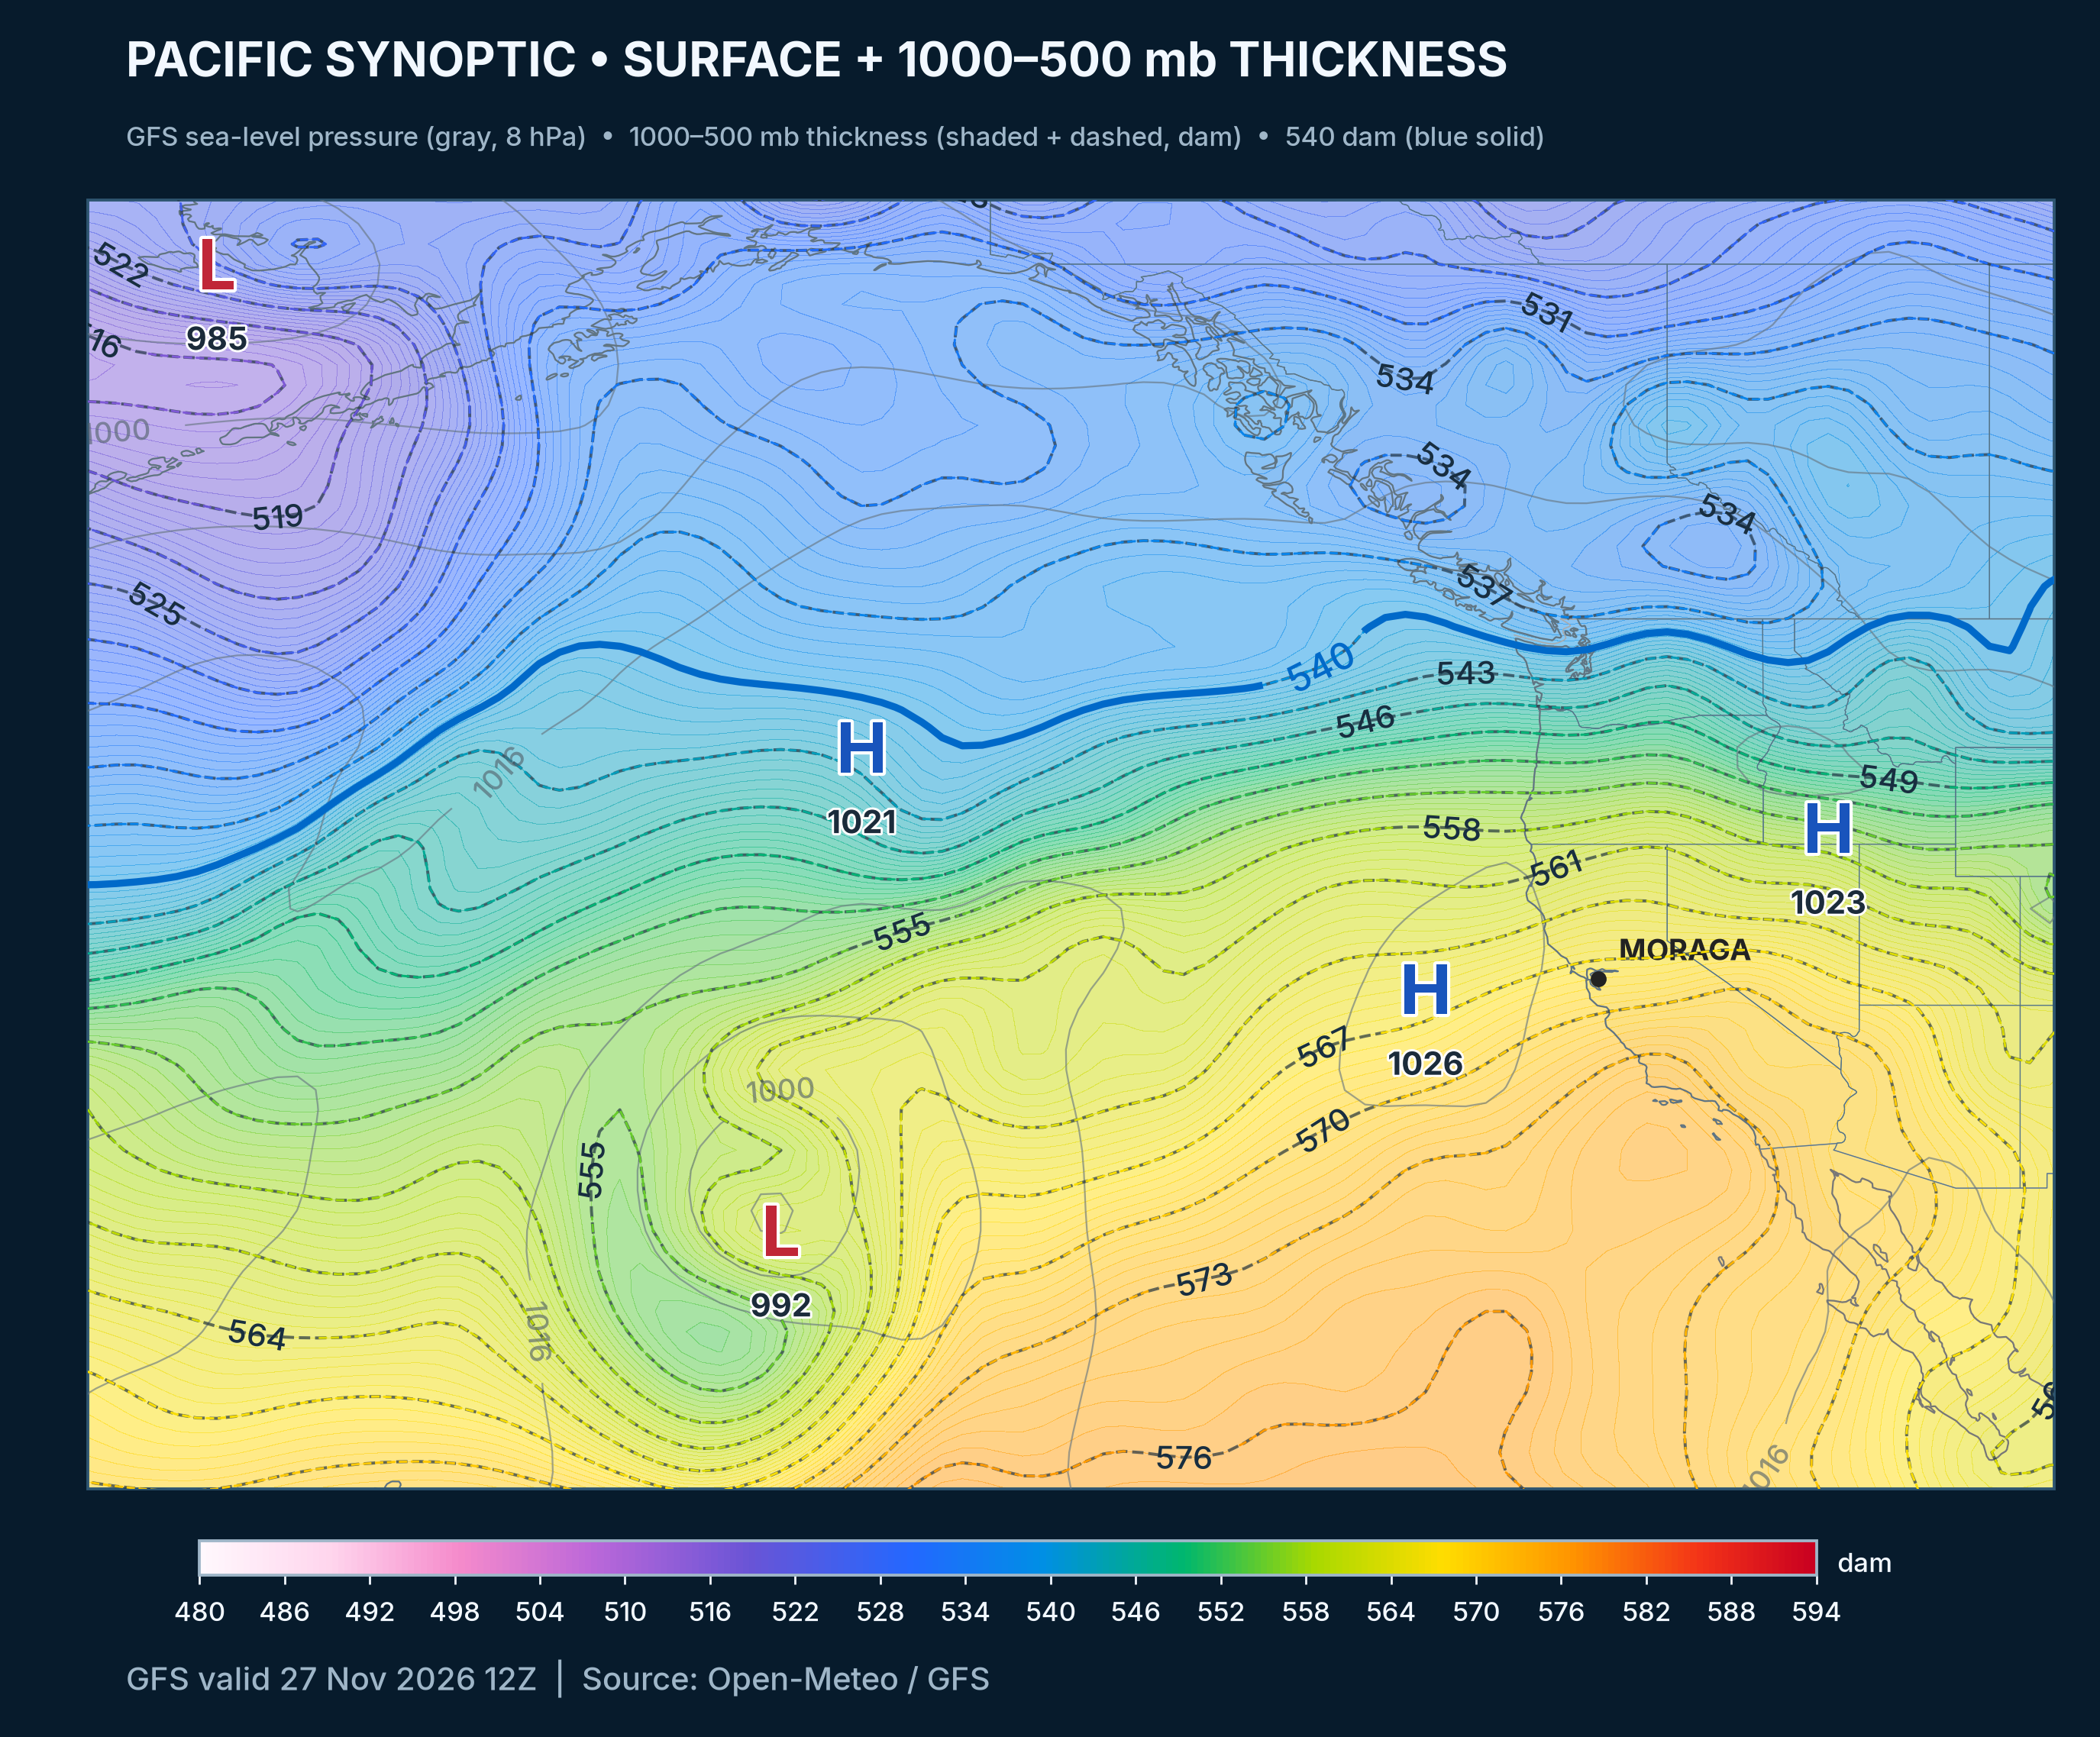 PACIFIC SYNOPTIC • SURFACE + 1000–500 mb THICKNESS
GFS sea-level pressure (gray, 8 hPa) • 1000–500 mb thickness (shaded + dashed, dam) • 540 dam (blue solid)
522
L
985
531
534
1000
534
519
534
525
537
540
543
546
H
1016
549
1021
H
558
561
1023
555
MORAGA
H
567
1026
1000
570
555
L
573
992
1016
564
576
1016
dam
480 486 492 498 504 510 516 522 528 534 540 546 552 558 564 570 576 582 588 594
GFS valid 27 Nov 2026 12Z | Source: Open-Meteo / GFS